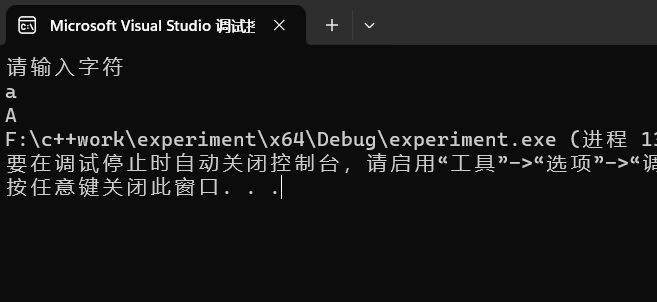 Microsoft Visual Studio 调试
请输入字符
a
A
F:\c++work\experiment\x64\Debug\experiment.exe (进程 13
要在调试停止时自动关闭控制台，请启用“工具”->“选项”->“调
按任意键关闭此窗口. . .